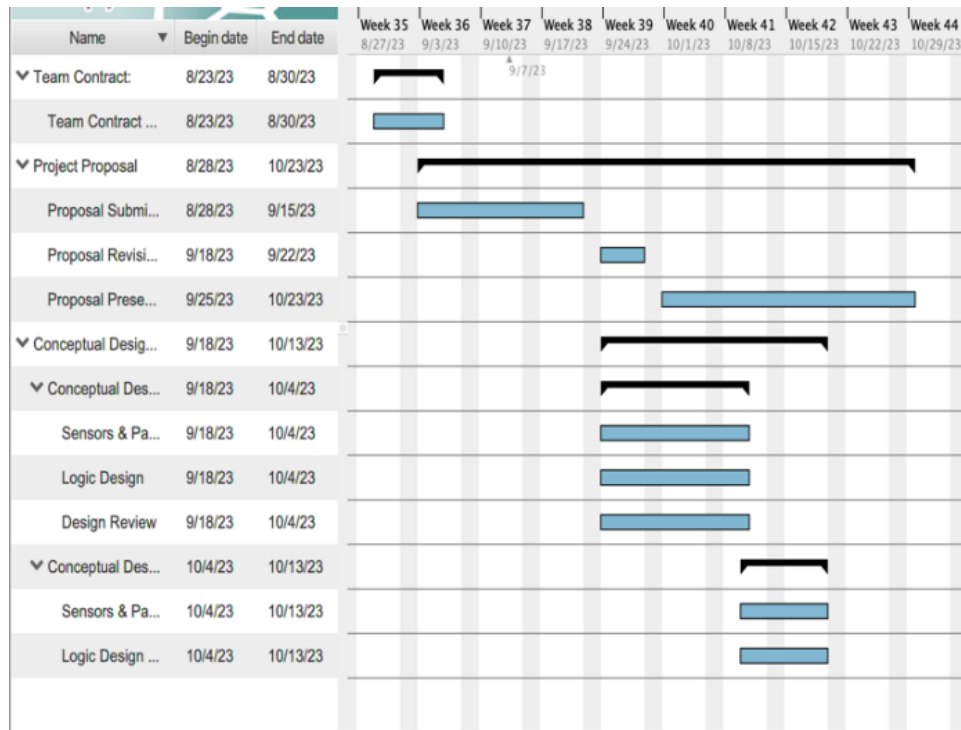 Week 35 Week 36 Week 37 Week 38 Week 39 Week 40 Week 41 Week 42 Week 43 Week 44
Name Begin date End date 8/27/23 9/3/23 9/10/23 9/17/23 9/24/23 10/1/23 10/8/23 10/15/23 10/22/23 10/29/23
9/7/23
Team Contract: 8/23/23 8/30/23
Team Contract ... 8/23/23 8/30/23
Project Proposal 8/28/23 10/23/23
Proposal Submi... 8/28/23 9/15/23
Proposal Revisi... 9/18/23 9/22/23
Proposal Prese... 9/25/23 10/23/23
Conceptual Desig... 9/18/23 10/13/23
Conceptual Des... 9/18/23 10/4/23
Sensors & Pa... 9/18/23 10/4/23
Logic Design 9/18/23 10/4/23
Design Review 9/18/23 10/4/23
Conceptual Des... 10/4/23 10/13/23
Sensors & Pa... 10/4/23 10/13/23
Logic Design ... 10/4/23 10/13/23